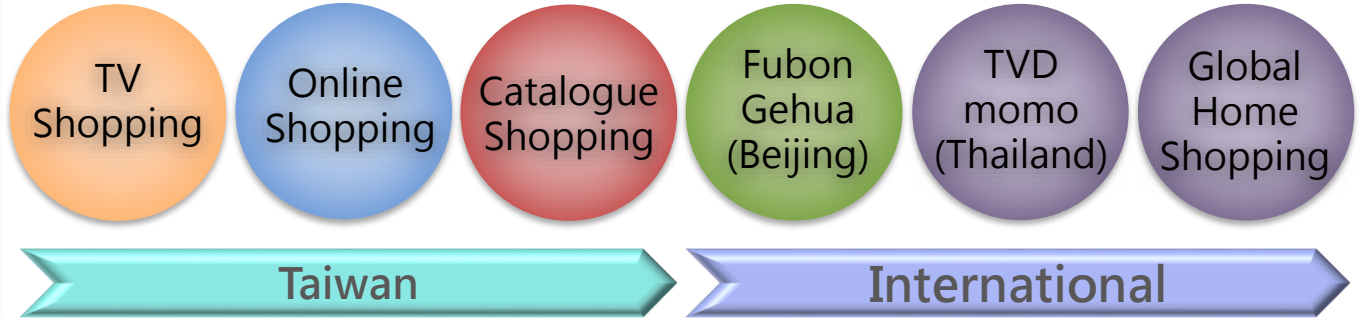 TV
Shopping
Online
Shopping
Catalogue
Shopping
Fubon
Gehua
(Beijing)
TVD
momo
(Thailand)
Global
Home
Shopping
Taiwan
International